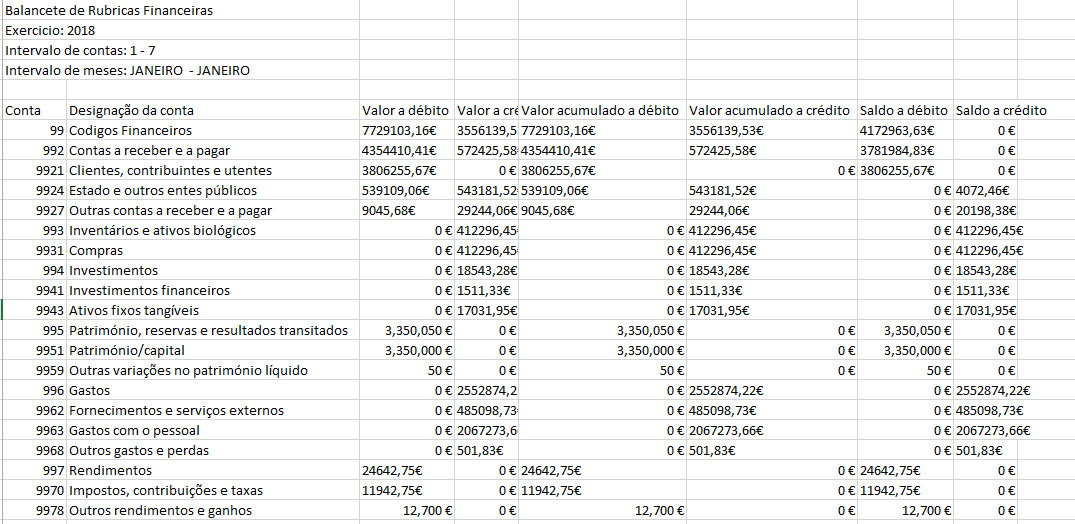 Balancete de Rubricas Financeiras
Exercicio: 2018
Intervalo de contas: 1 - 7
Intervalo de meses: JANEIRO - JANEIRO
Conta Designação da conta Valor a débito Valor a cré Valor acumulado a débito Valor acumulado a crédito Saldo a débito Saldo a crédito
99 Codigos Financeiros 7729103,16€ 3556139,5 7729103,16€ 3556139,53€ 4172963,63€ 0 €
992 Contas a receber e a pagar 4354410,41€ 572425,58 4354410,41€ 572425,58€ 3781984,83€ 0 €
9921 Clientes, contribuintes e utentes 3806255,67€ 0 € 3806255,67€ 0 € 3806255,67€ 0 €
9924 Estado e outros entes públicos 539109,06€ 543181,52 539109,06€ 543181,52€ 0 € 4072,46€
9927 Outras contas a receber e a pagar 9045,68€ 29244,06€ 9045,68€ 29244,06€ 0 € 20198,38€
993 Inventários e ativos biológicos 0 € 412296,45 0 € 412296,45€ 0 € 412296,45€
9931 Compras 0 € 412296,45 0 € 412296,45€ 0 € 412296,45€
994 Investimentos 0 € 18543,28€ 0 € 18543,28€ 0 € 18543,28€
9941 Investimentos financeiros 0 € 1511,33€ 0 € 1511,33€ 0 € 1511,33€
9943 Ativos fixos tangíveis 0 € 17031,95€ 0 € 17031,95€ 0 € 17031,95€
995 Património, reservas e resultados transitados 3,350,050 € 0 € 3,350,050 € 0 € 3,350,050 € 0 €
9951 Património/capital 3,350,000 € 0 € 3,350,000 € 0 € 3,350,000 € 0 €
9959 Outras variações no património líquido 50 € 0 € 50 € 0 € 50 € 0 €
996 Gastos 0 € 2552874,2 0 € 2552874,22€ 0 € 2552874,22€
9962 Fornecimentos e serviços externos 0 € 485098,73 0 € 485098,73€ 0 € 485098,73€
9963 Gastos com o pessoal 0 € 2067273,6 0 € 2067273,66€ 0 € 2067273,66€
9968 Outros gastos e perdas 0 € 501,83€ 0 € 501,83€ 0 € 501,83€
997 Rendimentos 24642,75€ 0 € 24642,75€ 0 € 24642,75€ 0 €
9970 Impostos, contribuições e taxas 11942,75€ 0 € 11942,75€ 0 € 11942,75€ 0 €
9978 Outros rendimentos e ganhos 12,700 € 0 € 12,700 € 0 € 12,700 € 0 €